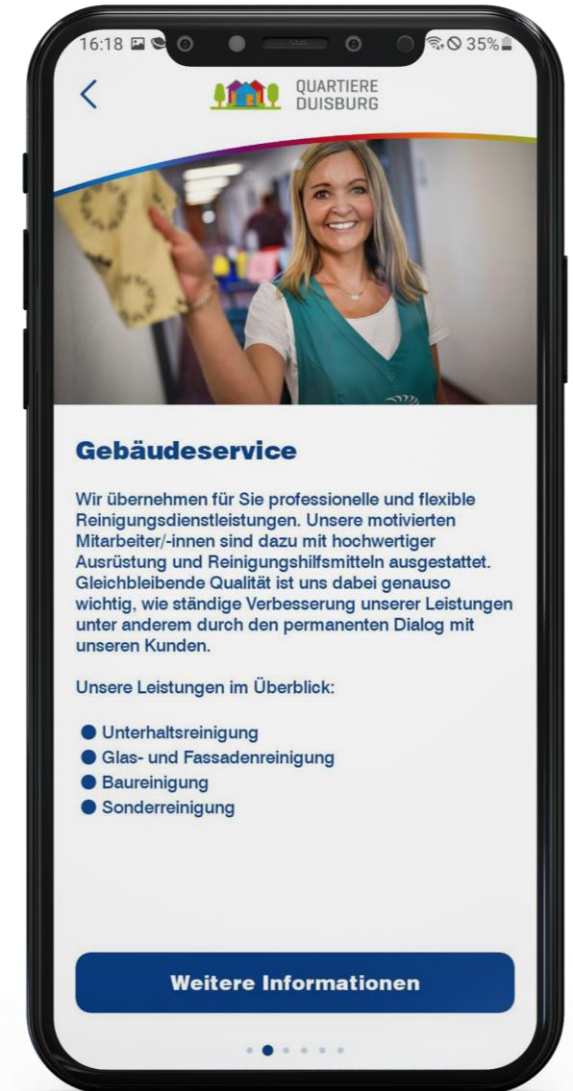 16:18 35%
QUARTIERE
DUISBURG
Gebäudeservice
Wir übernehmen für Sie professionelle und flexible
Reinigungsdienstleistungen. Unsere motivierten
Mitarbeiter/-innen sind dazu mit hochwertiger
Ausrüstung und Reinigungshilfsmitteln ausgestattet.
Gleichbleibende Qualität ist uns dabei genauso
wichtig, wie ständige Verbesserung unserer Leistungen
unter anderem durch den permanenten Dialog mit
unseren Kunden.
Unsere Leistungen im Überblick:
● Unterhaltsreinigung
● Glas- und Fassadenreinigung
● Baureinigung
● Sonderreinigung
Weitere Informationen